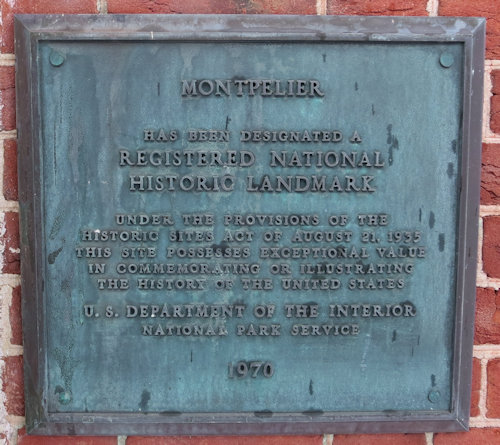 MONTPELIER
HAS BEEN DESIGNATED A
REGISTERED NATIONAL
HISTORIC LANDMARK
UNDER THE PROVISIONS OF THE
HISTORIC SITES ACT OF AUGUST 21, 1935
THIS SITE POSSESSES EXCEPTIONAL VALUE
IN COMMEMORATING OR ILLUSTRATING
THE HISTORY OF THE UNITED STATES
U. S. DEPARTMENT OF THE INTERIOR
NATIONAL PARK SERVICE
1970